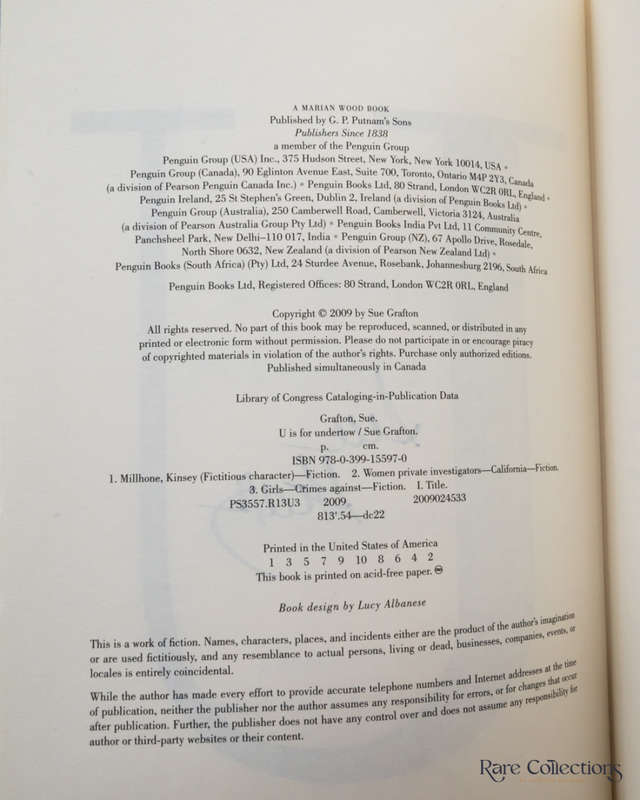 A MARIAN WOOD BOOK
Published by G. P. Putnam's Sons
Publishers Since 1838
a member of the Penguin Group
Penguin Group (USA) Inc., 375 Hudson Street, New York, New York 10014, USA •
Penguin Group (Canada), 90 Eglinton Avenue East, Suite 700, Toronto, Ontario M4P 2Y3, Canada
(a division of Pearson Penguin Canada Inc.) • Penguin Books Ltd, 80 Strand, London WC2R 0RL, England •
Penguin Ireland, 25 St Stephen's Green, Dublin 2, Ireland (a division of Penguin Books Ltd) •
Penguin Group (Australia), 250 Camberwell Road, Camberwell, Victoria 3124, Australia
(a division of Pearson Australia Group Pty Ltd) • Penguin Books India Pvt Ltd, 11 Community Centre,
Panchsheel Park, New Delhi–110 017, India • Penguin Group (NZ), 67 Apollo Drive, Rosedale,
North Shore 0632, New Zealand (a division of Pearson New Zealand Ltd) •
Penguin Books (South Africa) (Pty) Ltd, 24 Sturdee Avenue, Rosebank, Johannesburg 2196, South Africa
Penguin Books Ltd, Registered Offices: 80 Strand, London WC2R 0RL, England
Copyright © 2009 by Sue Grafton
All rights reserved. No part of this book may be reproduced, scanned, or distributed in any
printed or electronic form without permission. Please do not participate in or encourage piracy
of copyrighted materials in violation of the author's rights. Purchase only authorized editions.
Published simultaneously in Canada
Library of Congress Cataloging-in-Publication Data
Grafton, Sue.
U is for undertow / Sue Grafton.
p. cm.
ISBN 978-0-399-15597-0
1. Millhone, Kinsey (Fictitious character)—Fiction. 2. Women private investigators—California—Fiction.
3. Girls—Crimes against—Fiction. I. Title.
PS3557.R13U3 2009 2009024533
813'.54—dc22
Printed in the United States of America
1 3 5 7 9 10 8 6 4 2
This book is printed on acid-free paper. ♾
Book design by Lucy Albanese
This is a work of fiction. Names, characters, places, and incidents either are the product of the author's imagination
or are used fictitiously, and any resemblance to actual persons, living or dead, businesses, companies, events, or
locales is entirely coincidental.
While the author has made every effort to provide accurate telephone numbers and Internet addresses at the time
of publication, neither the publisher nor the author assumes any responsibility for errors, or for changes that occur
after publication. Further, the publisher does not have any control over and does not assume any responsibility for
author or third-party websites or their content.
Rare Collections